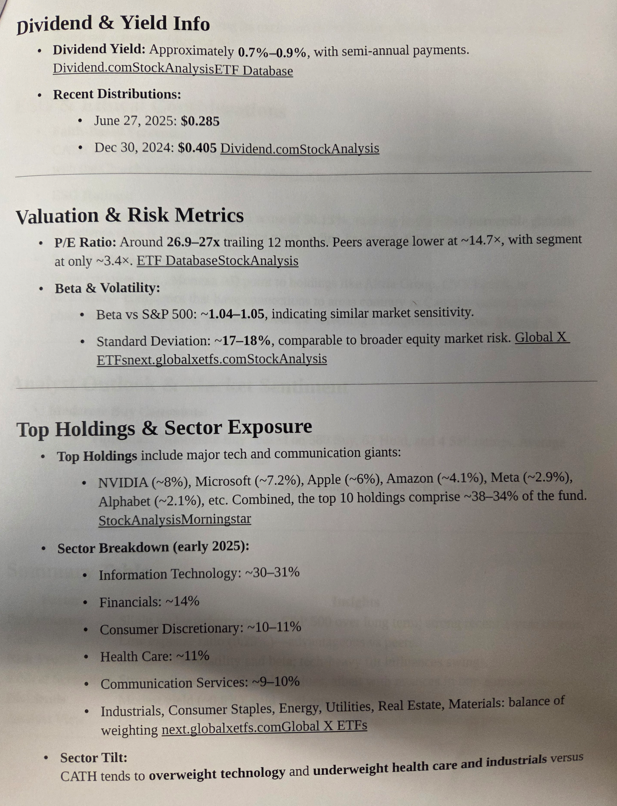 Dividend & Yield Info
• Dividend Yield: Approximately 0.7%–0.9%, with semi-annual payments.
Dividend.comStockAnalysisETF Database
• Recent Distributions:
• June 27, 2025: $0.285
• Dec 30, 2024: $0.405 Dividend.comStockAnalysis
Valuation & Risk Metrics
• P/E Ratio: Around 26.9–27x trailing 12 months. Peers average lower at ~14.7×, with segment
at only ~3.4×. ETF DatabaseStockAnalysis
• Beta & Volatility:
• Beta vs S&P 500: ~1.04–1.05, indicating similar market sensitivity.
• Standard Deviation: ~17–18%, comparable to broader equity market risk. Global X
ETFsnext.globalxetfs.comStockAnalysis
Top Holdings & Sector Exposure
• Top Holdings include major tech and communication giants:
• NVIDIA (~8%), Microsoft (~7.2%), Apple (~6%), Amazon (~4.1%), Meta (~2.9%),
Alphabet (~2.1%), etc. Combined, the top 10 holdings comprise ~38–34% of the fund.
StockAnalysisMorningstar
• Sector Breakdown (early 2025):
• Information Technology: ~30–31%
• Financials: ~14%
• Consumer Discretionary: ~10–11%
• Health Care: ~11%
• Communication Services: ~9–10%
• Industrials, Consumer Staples, Energy, Utilities, Real Estate, Materials: balance of
weighting next.globalxetfs.comGlobal X ETFs
• Sector Tilt:
CATH tends to overweight technology and underweight health care and industrials versus